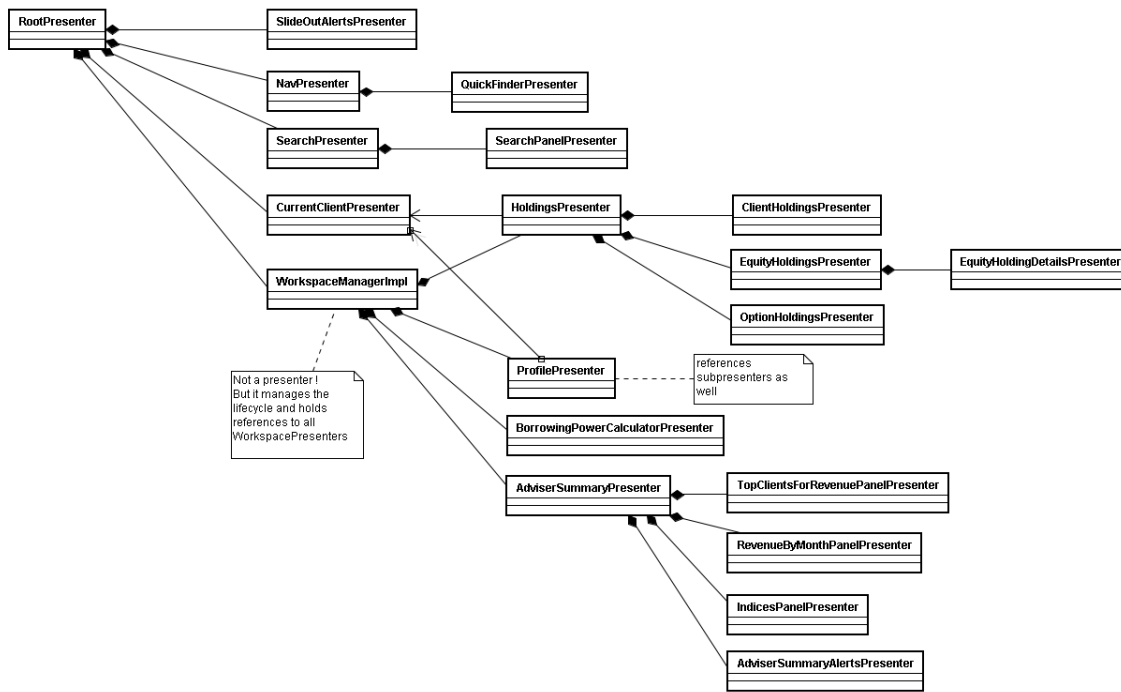 RootPresenter
SlideOutAlertsPresenter
NavPresenter
QuickFinderPresenter
SearchPresenter
SearchPanelPresenter
CurrentClientPresenter
HoldingsPresenter
ClientHoldingsPresenter
EquityHoldingsPresenter
EquityHoldingDetailsPresenter
WorkspaceManagerImpl
OptionHoldingsPresenter
ProfilePresenter
references
subpresenters as
well
Not a presenter !
But it manages the
lifecycle and holds
references to all
WorkspacePresenters
BorrowingPowerCalculatorPresenter
AdviserSummaryPresenter
TopClientsForRevenuePanelPresenter
RevenueByMonthPanelPresenter
IndicesPanelPresenter
AdviserSummaryAlertsPresenter